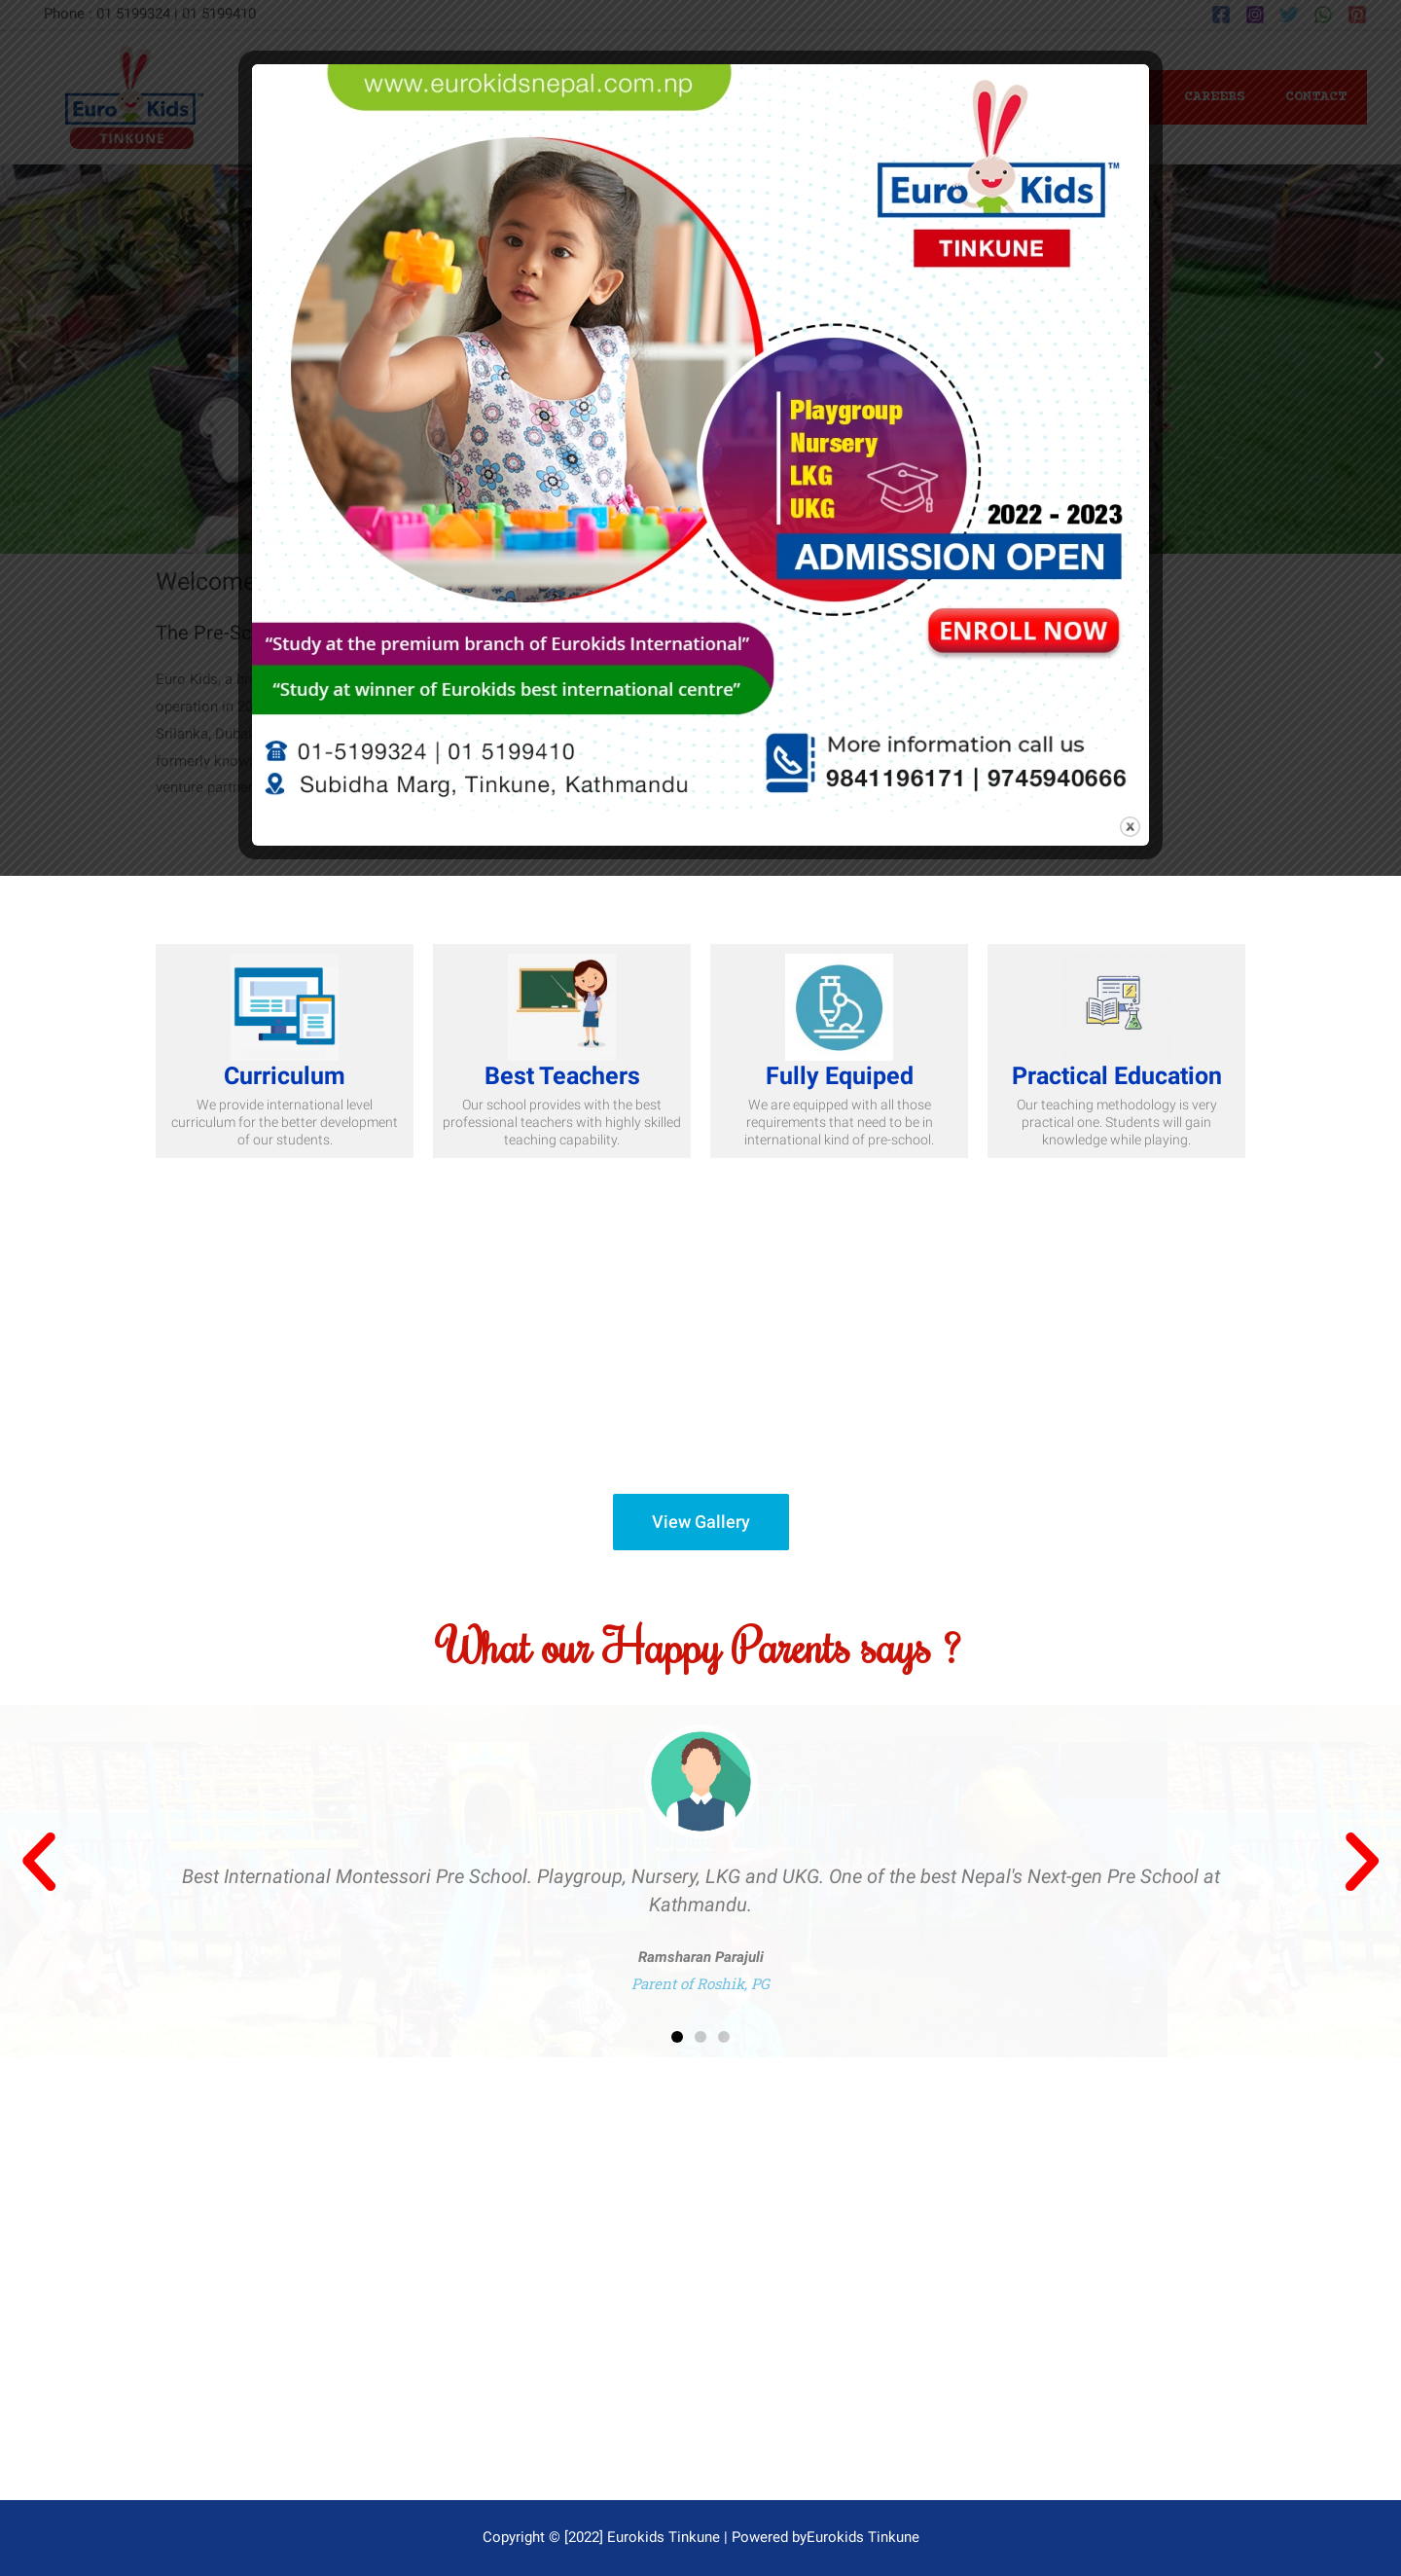 Phone : 01 5199324 | 01 5199410
Euro Kids
TINKUNE
CAREERS
CONTACT
www.eurokidsnepal.com.np
Euro Kids™
TINKUNE
Playgroup
Nursery
LKG
UKG
2022 - 2023
ADMISSION OPEN
ENROLL NOW
“Study at the premium branch of Eurokids International”
“Study at winner of Eurokids best international centre”
01-5199324 | 01 5199410
Subidha Marg, Tinkune, Kathmandu
More information call us
9841196171 | 9745940666
x
Welcome
The Pre-Sc
Euro Kids, a
operation in
Srilanka, Duba
formerly know
venture partne
Curriculum
We provide international level
curriculum for the better development
of our students.
Best Teachers
Our school provides with the best
professional teachers with highly skilled
teaching capability.
Fully Equiped
We are equipped with all those
requirements that need to be in
international kind of pre-school.
Practical Education
Our teaching methodology is very
practical one. Students will gain
knowledge while playing.
View Gallery
What our Happy Parents says ?
Best International Montessori Pre School. Playgroup, Nursery, LKG and UKG. One of the best Nepal's Next-gen Pre School at
Kathmandu.
Ramsharan Parajuli
Parent of Roshik, PG
Copyright © [2022] Eurokids Tinkune | Powered byEurokids Tinkune